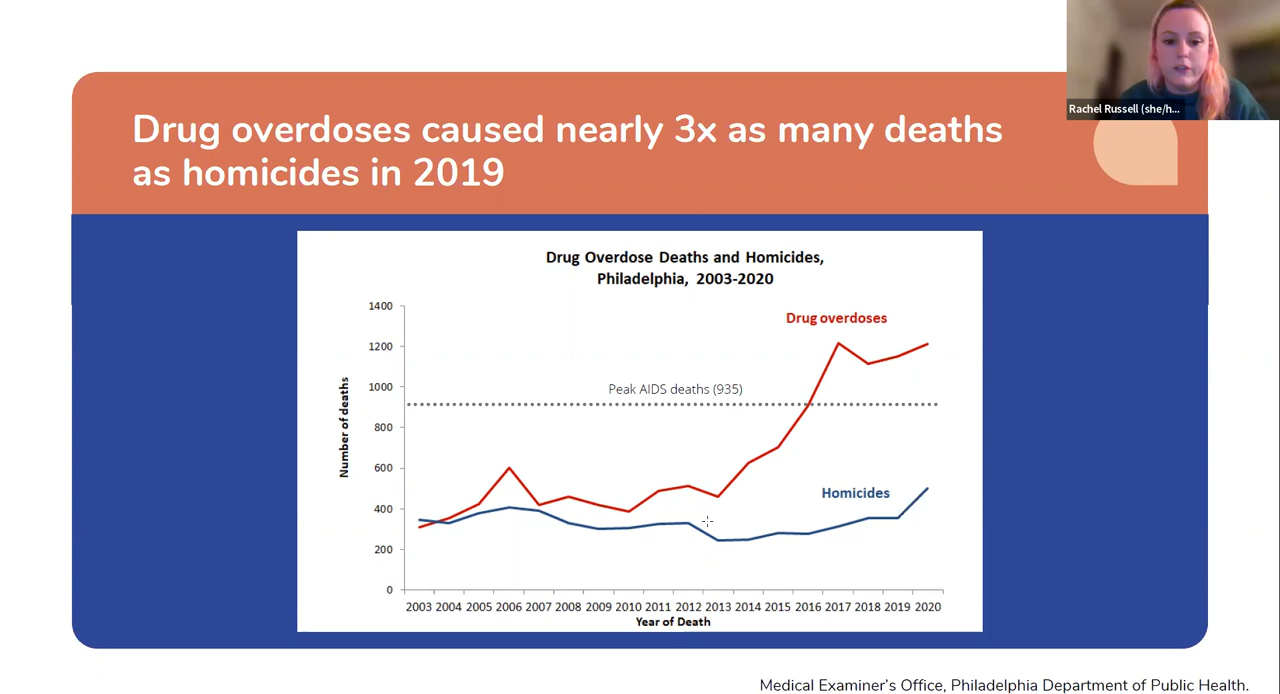 Rachel Russell (she/h...
Drug overdoses caused nearly 3x as many deaths
as homicides in 2019
Drug Overdose Deaths and Homicides,
Philadelphia, 2003-2020
1400
1200
1000
800
600
400
200
0
Number of deaths
Drug overdoses
Peak AIDS deaths (935)
Homicides
2003 2004 2005 2006 2007 2008 2009 2010 2011 2012 2013 2014 2015 2016 2017 2018 2019 2020
Year of Death
Medical Examiner's Office, Philadelphia Department of Public Health.